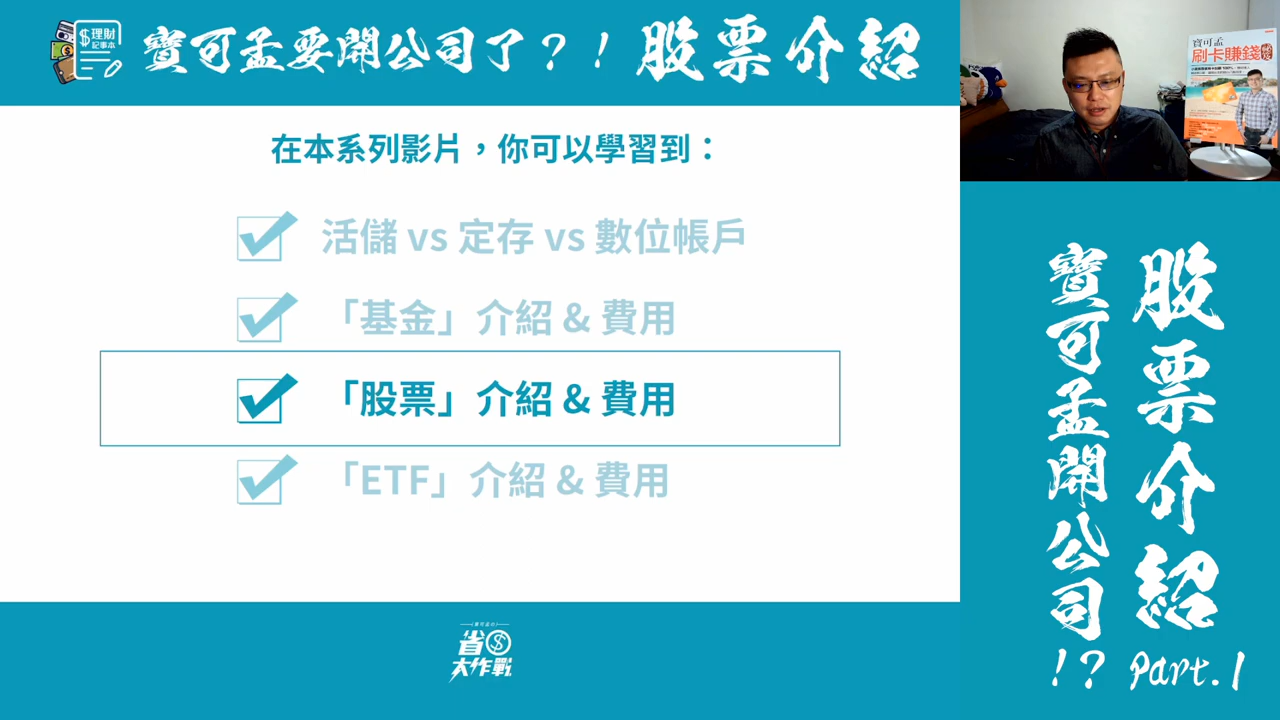 理財
記事本
寶可孟要開公司了？！股票介紹
在本系列影片，你可以學習到：
活儲 vs 定存 vs 數位帳戶
「基金」介紹 & 費用
「股票」介紹 & 費用
「ETF」介紹 & 費用
寶可孟
刷卡賺錢
股票介紹 Part.1
寶可孟開公司！？
寶可孟の
省
大作戰